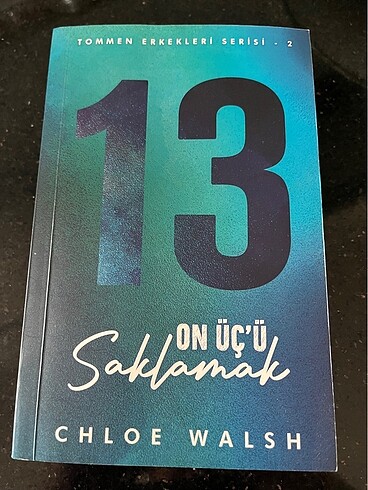 TOMMEN ERKEKLERİ SERİSİ - 2
13
ON ÜÇ'Ü
Saklamak
CHLOE WALSH